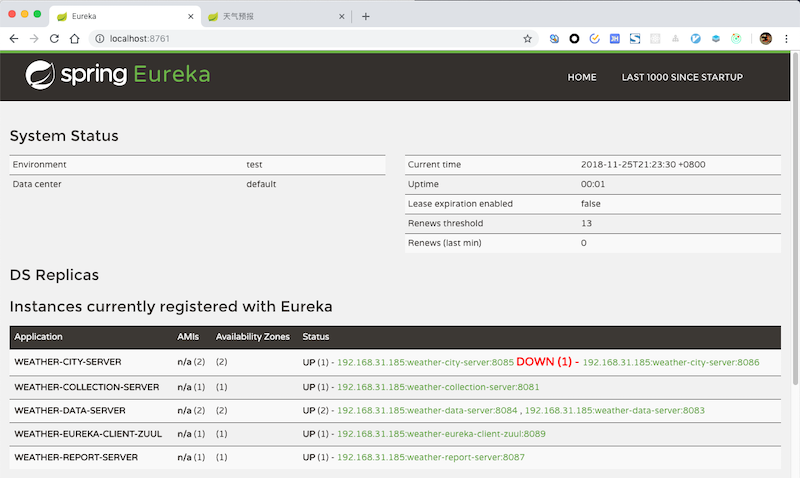 Eureka
天气预报
localhost:8761
spring Eureka
HOME LAST 1000 SINCE STARTUP
System Status
Environment test
Data center default
Current time 2018-11-25T21:23:30 +0800
Uptime 00:01
Lease expiration enabled false
Renews threshold 13
Renews (last min) 0
DS Replicas
Instances currently registered with Eureka
Application AMIs Availability Zones Status
WEATHER-CITY-SERVER n/a (2) (2) UP (1) - 192.168.31.185:weather-city-server:8085 DOWN (1) - 192.168.31.185:weather-city-server:8086
WEATHER-COLLECTION-SERVER n/a (1) (1) UP (1) - 192.168.31.185:weather-collection-server:8081
WEATHER-DATA-SERVER n/a (2) (2) UP (2) - 192.168.31.185:weather-data-server:8084 , 192.168.31.185:weather-data-server:8083
WEATHER-EUREKA-CLIENT-ZUUL n/a (1) (1) UP (1) - 192.168.31.185:weather-eureka-client-zuul:8089
WEATHER-REPORT-SERVER n/a (1) (1) UP (1) - 192.168.31.185:weather-report-server:8087